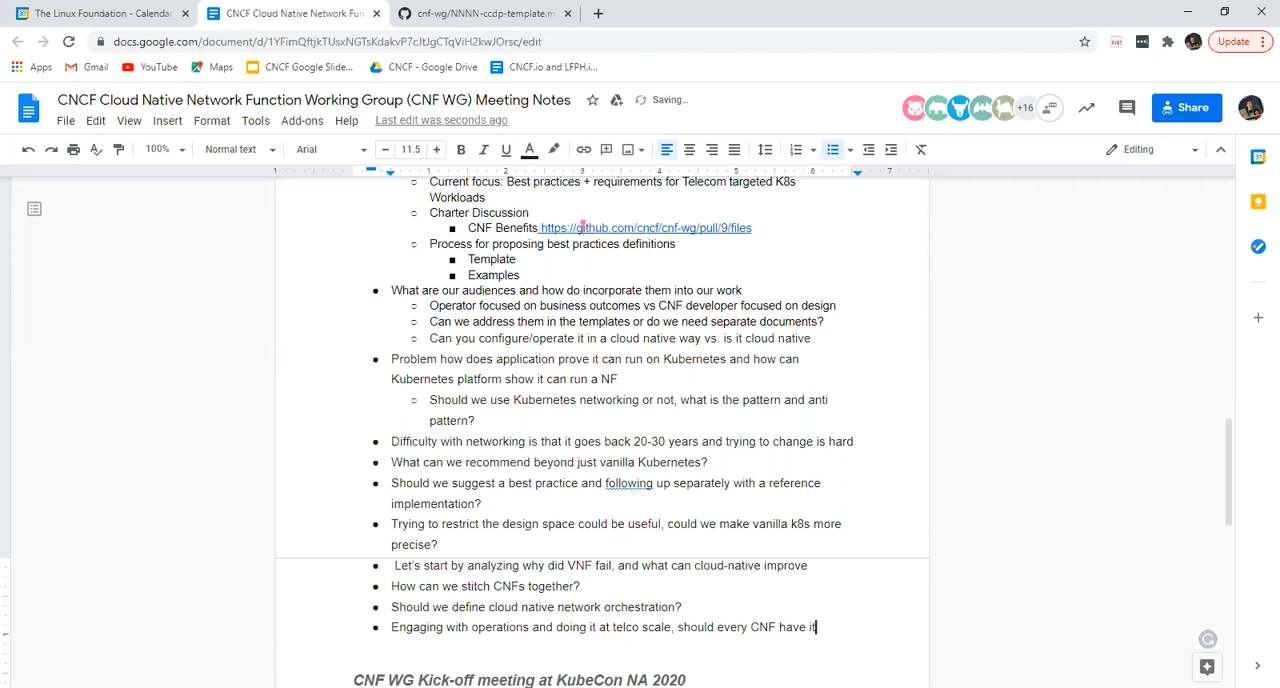 The Linux Foundation - Calenda
CNCF Cloud Native Network Fun
cnf-wg/NNNN-ccdp-template.m
docs.google.com/document/d/1YFimQftjkTUsxNGTsKdakvP7cJtJgCTqViH2kwJOrsc/edit
Update
Apps
Gmail
YouTube
Maps
CNCF Google Slide...
CNCF - Google Drive
CNCF.io and LFPH.i...
CNCF Cloud Native Network Function Working Group (CNF WG) Meeting Notes
Saving...
File Edit View Insert Format Tools Add-ons Help Last edit was seconds ago
+16
Share
100% Normal text Arial 11.5 B I U A Editing
1 1 2 3 4 5 6 7
Current focus: Best practices + requirements for Telecom targeted K8s
Workloads
Charter Discussion
CNF Benefits https://github.com/cncf/cnf-wg/pull/9/files
Process for proposing best practices definitions
Template
Examples
What are our audiences and how do incorporate them into our work
Operator focused on business outcomes vs CNF developer focused on design
Can we address them in the templates or do we need separate documents?
Can you configure/operate it in a cloud native way vs. is it cloud native
Problem how does application prove it can run on Kubernetes and how can
Kubernetes platform show it can run a NF
Should we use Kubernetes networking or not, what is the pattern and anti
pattern?
Difficulty with networking is that it goes back 20-30 years and trying to change is hard
What can we recommend beyond just vanilla Kubernetes?
Should we suggest a best practice and following up separately with a reference
implementation?
Trying to restrict the design space could be useful, could we make vanilla k8s more
precise?
Let's start by analyzing why did VNF fail, and what can cloud-native improve
How can we stitch CNFs together?
Should we define cloud native network orchestration?
Engaging with operations and doing it at telco scale, should every CNF have it
CNF WG Kick-off meeting at KubeCon NA 2020